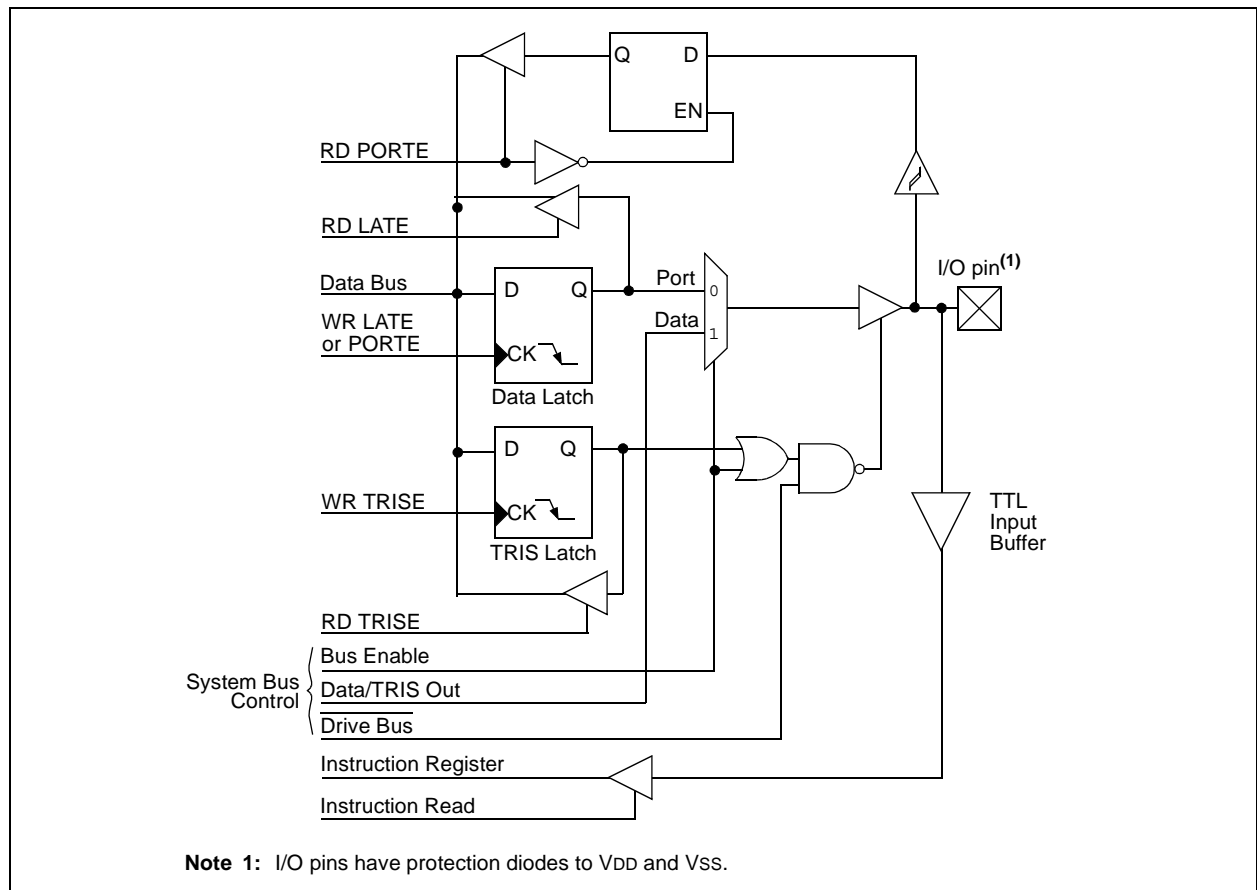 Q D
EN
RD PORTE
RD LATE
I/O pin(1)
Data Bus
D Q
Port
0
WR LATE
or PORTE
Data
1
CK
Data Latch
D Q
WR TRISE
CK
TRIS Latch
TTL
Input
Buffer
RD TRISE
System Bus
Control
Bus Enable
Data/TRIS Out
Drive Bus
Instruction Register
Instruction Read
Note 1: I/O pins have protection diodes to VDD and VSS.